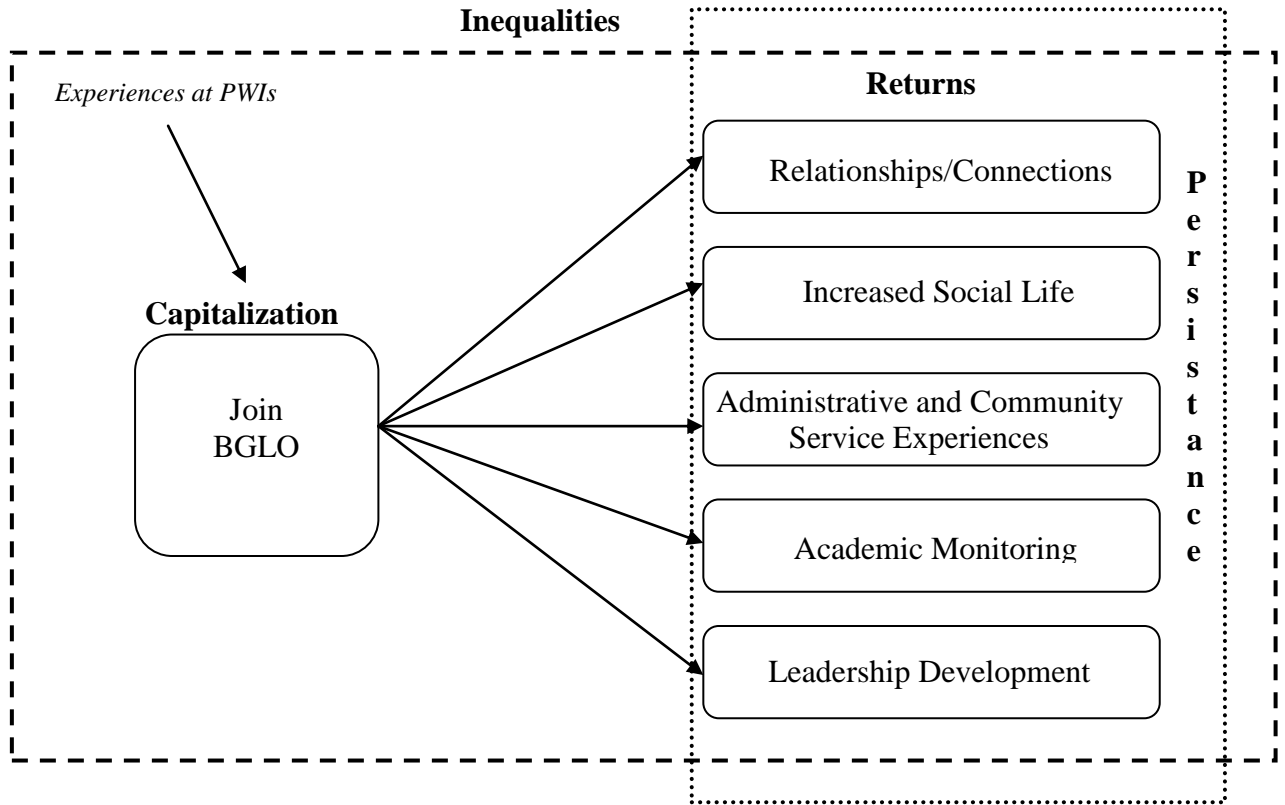 Inequalities
Experiences at PWIs
Returns
Relationships/Connections
Capitalization
Join
BGLO
Increased Social Life
Administrative and Community
Service Experiences
Academic Monitoring
Leadership Development
Persistance